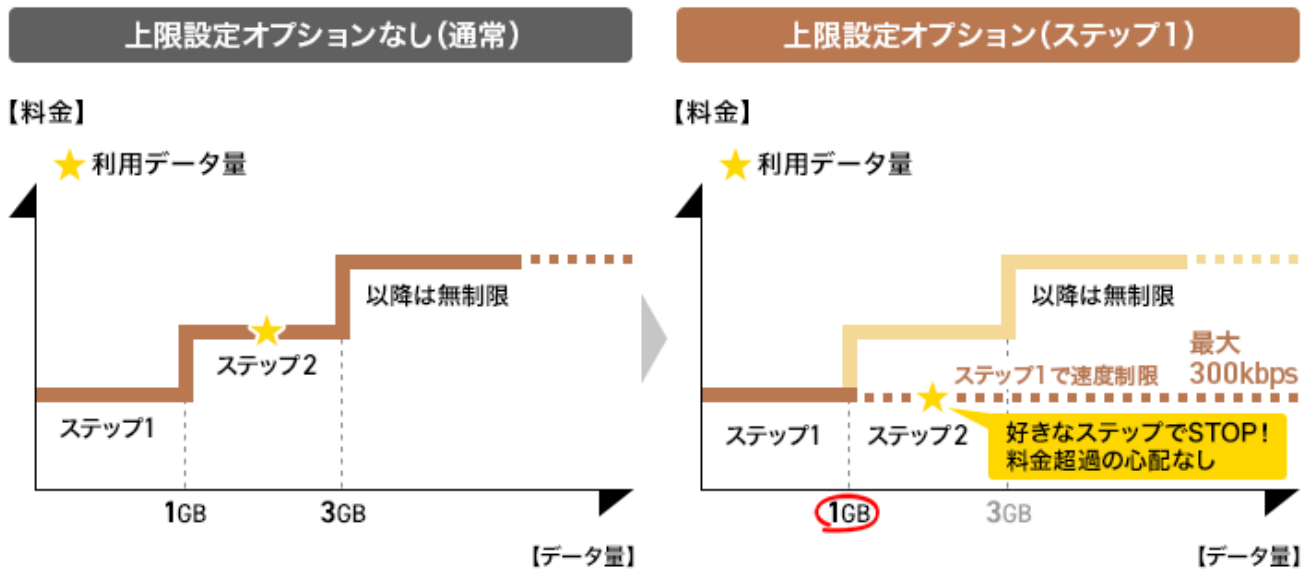 上限設定オプションなし(通常)
【料金】
利用データ量
以降は無制限
ステップ2
ステップ1
1GB
3GB
【データ量】
上限設定オプション(ステップ1)
【料金】
利用データ量
以降は無制限
最大
300kbps
ステップ1で速度制限
ステップ1
ステップ2
好きなステップでSTOP!
料金超過の心配なし
1GB
3GB
【データ量】